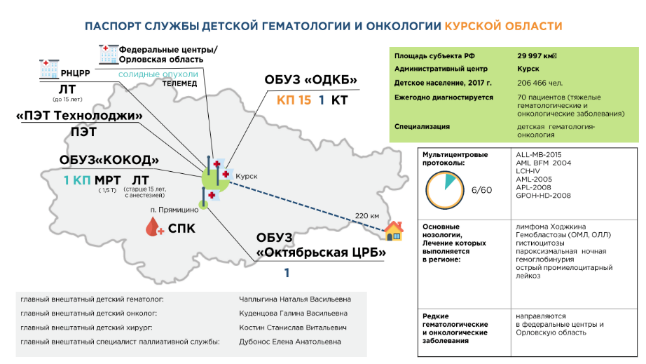 ПАСПОРТ СЛУЖБЫ ДЕТСКОЙ ГЕМАТОЛОГИИ И ОНКОЛОГИИ КУРСКОЙ ОБЛАСТИ
Федеральные центры/
Орловская область
солидные опухоли
ТЕЛЕМЕД
РНЦРР
ЛТ
(до 15 лет)
ОБУЗ «ОДКБ»
КП 15 1 КТ
«ПЭТ Технолоджи»
ПЭТ
ОБУЗ«КОКОД»
1 КП МРТ ЛТ
( 1,5 Т)
(старше 15 лет,
с анестезией)
Курск
п. Прямицино
СПК
220 км
ОБУЗ
«Октябрьская ЦРБ»
1
Площадь субъекта РФ 29 997 км²
Административный центр Курск
Детское население, 2017 г. 206 466 чел.
Ежегодно диагностируется 70 пациентов (тяжелые
гематологические и
онкологические заболевания)
Специализация детская гематология-
онкология
Мультицентровые
протоколы:
6/60
ALL-MB-2015
AML BFM 2004
LCH-IV
AML-2005
APL-2008
GPOH-HD-2008
Основные
нозологии,
Лечение которых
выполняется
в регионе:
лимфома Ходжкина
Гемобластозы (ОМЛ, ОЛЛ)
гистиоцитозы
пароксизмальная ночная
гемоглобинурия
острый промиелоцитарный
лейкоз
Редкие
гематологические
и онкологические
заболевания
направляются
в федеральные центры и
Орловскую область
главный внештатный детский гематолог: Чаплыгина Наталья Васильевна
главный внештатный детский онколог: Куденцова Галина Васильевна
главный внештатный детский хирург: Костин Станислав Витальевич
главный внештатный специалист паллиативной службы: Дубонос Елена Анатольевна